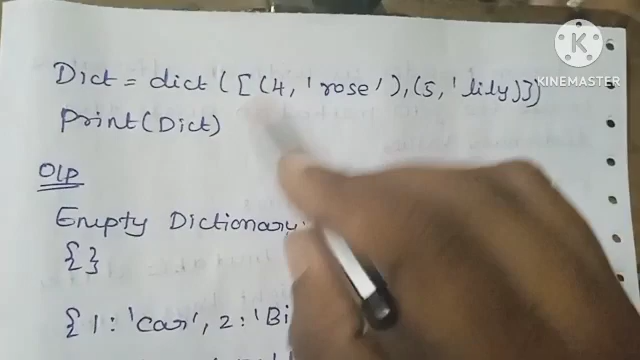 Dict = dict ([(4, 'rose'), (5, 'lily)])
Print(Dict)
O/P
Empty Dictionary:
{}
{1: 'car', 2: 'Bi
K
KINEMASTER